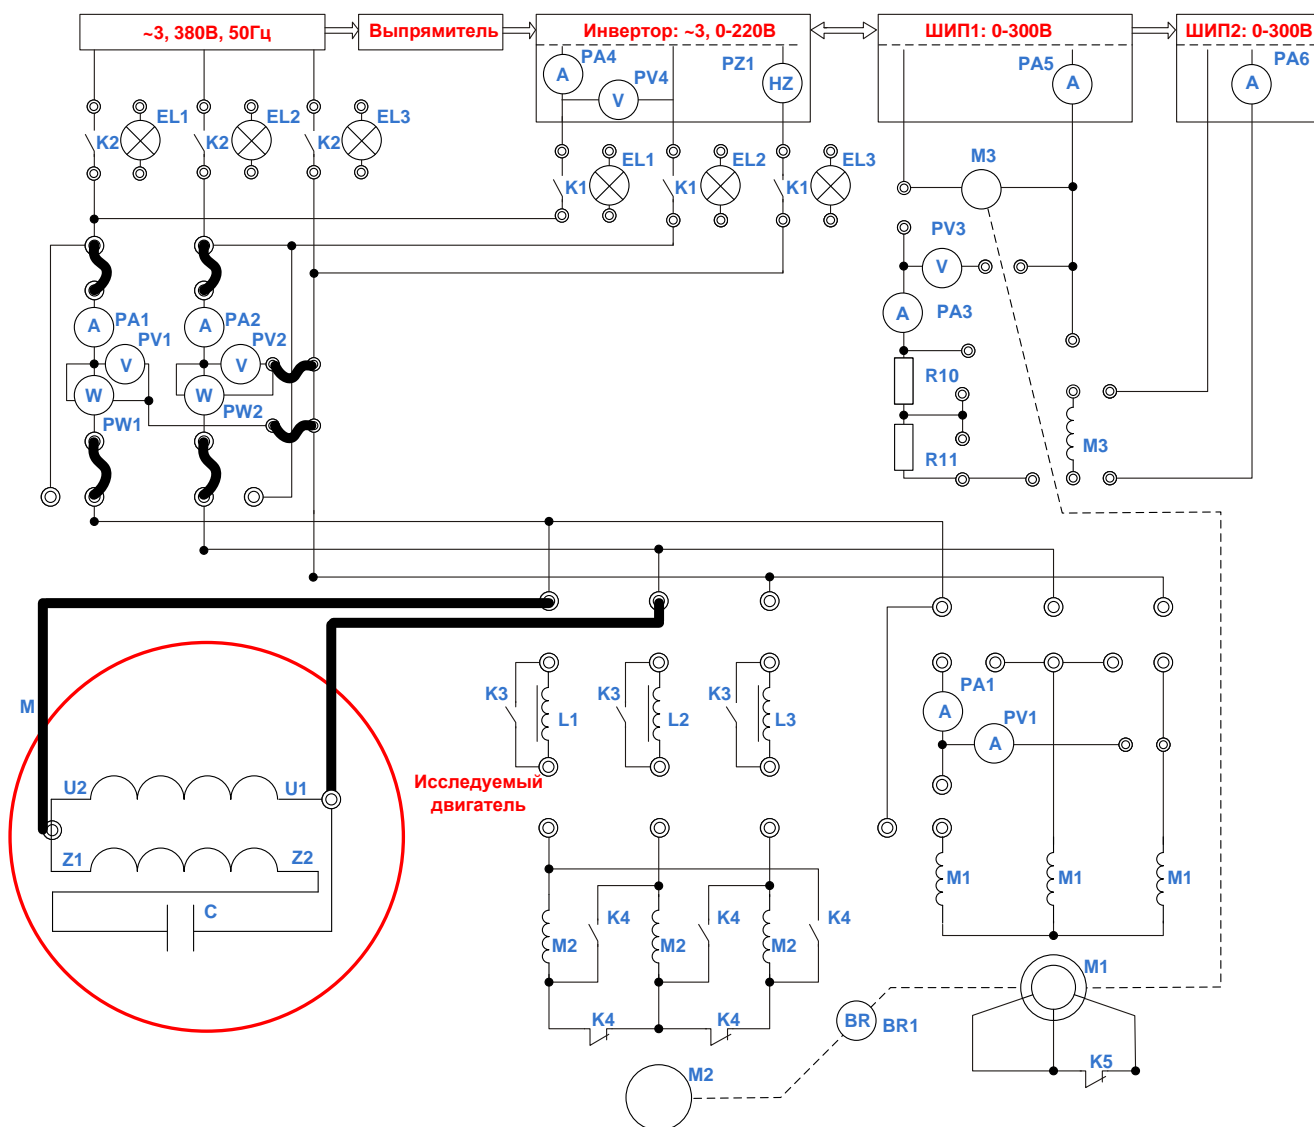 ~3, 380В, 50Гц
Выпрямитель
Инвертор: ~3, 0-220В
ШИП1: 0-300В
ШИП2: 0-300В
PA4
A
PV4
V
PZ1
HZ
PA5
A
PA6
A
K2
EL1
K2
EL2
K2
EL3
K1
EL1
K1
EL2
K1
EL3
M3
PV3
V
A
PA3
R10
R11
M3
A
PA1
A
PA2
PV1
V
PV2
V
W
PW1
W
PW2
M
U2
U1
Z1
Z2
C
K3
L1
K3
L2
K3
L3
Исследуемый
двигатель
PA1
A
PV1
A
M1
M1
M1
K4
K4
K4
M2
M2
M2
K4
K4
M2
BR
BR1
M1
K5